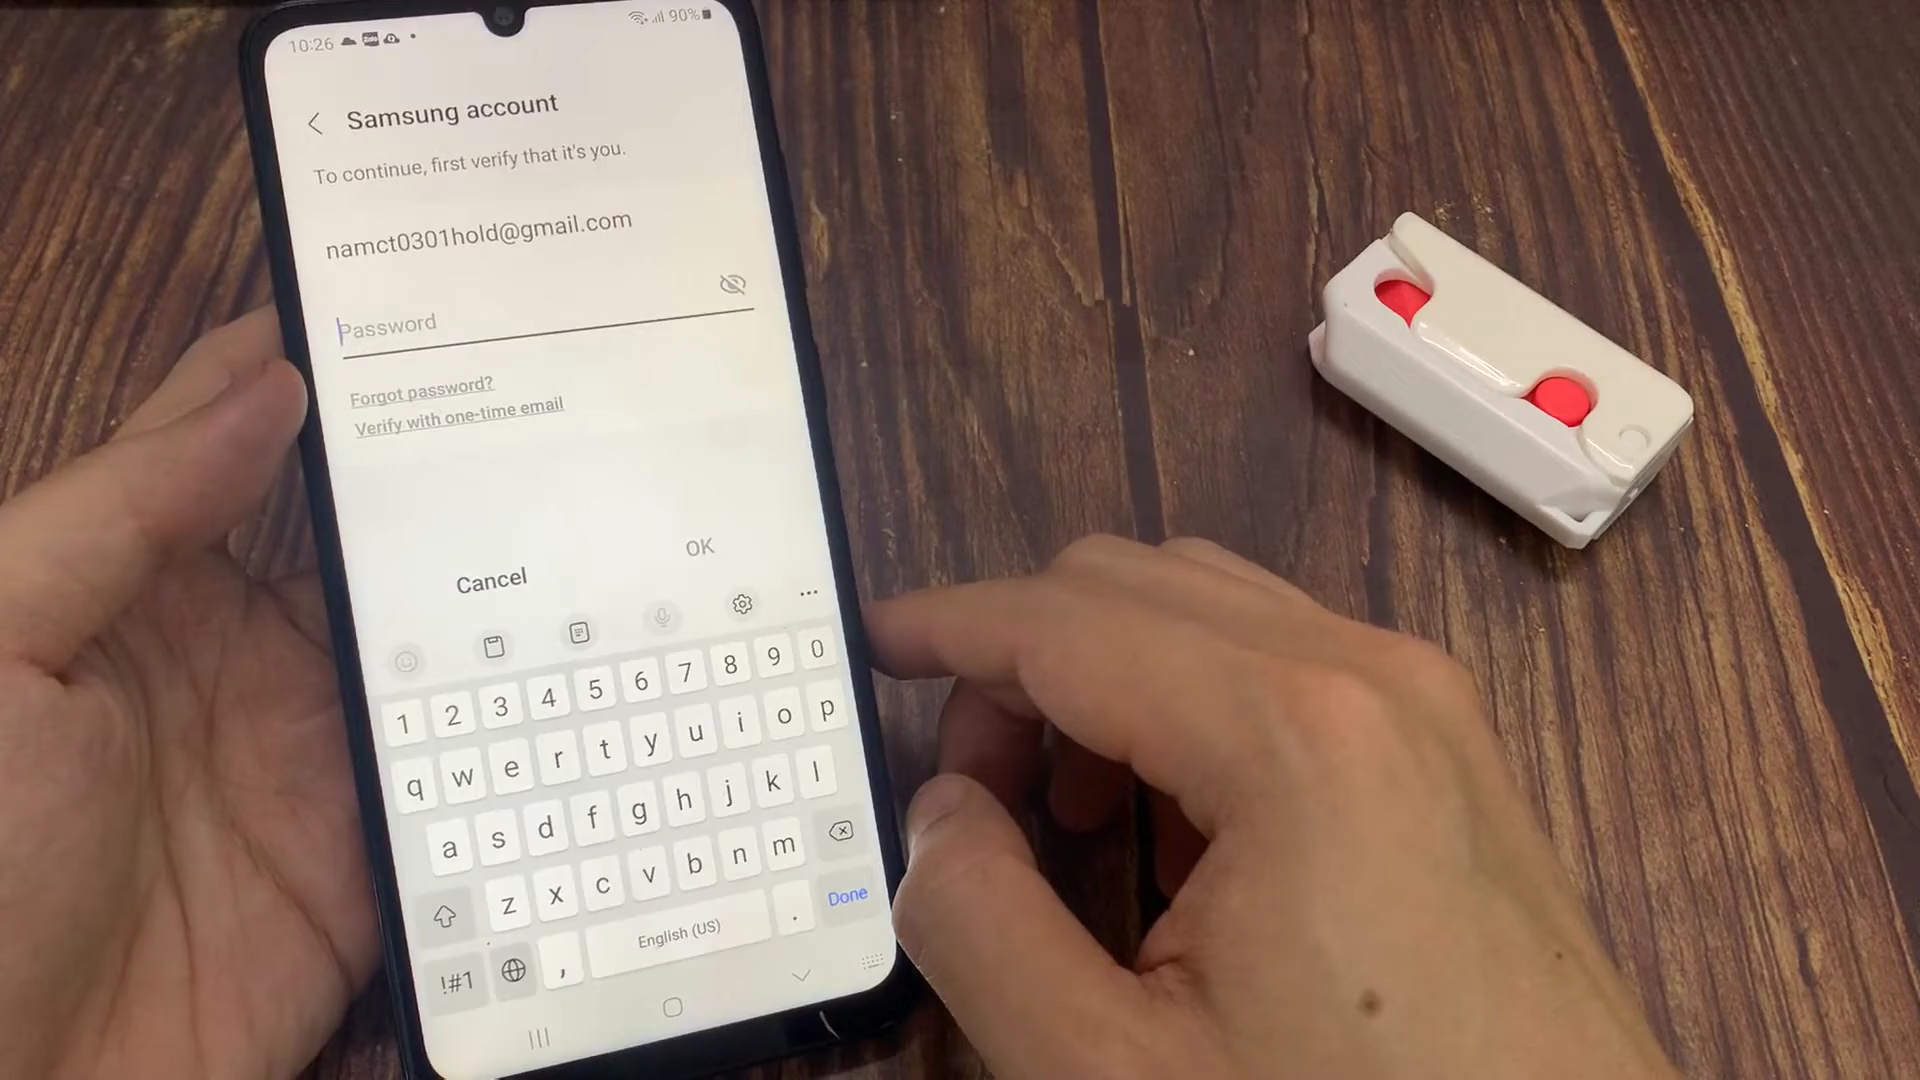 10:26 90%
Samsung account
To continue, first verify that it's you.
namct0301hold@gmail.com
Password
Forgot password?
Verify with one-time email
Cancel OK
1 2 3 4 5 6 7 8 9 0
q w e r t y u i o p
a s d f g h j k l
z x c v b n m
!#1 , English (US) . Done